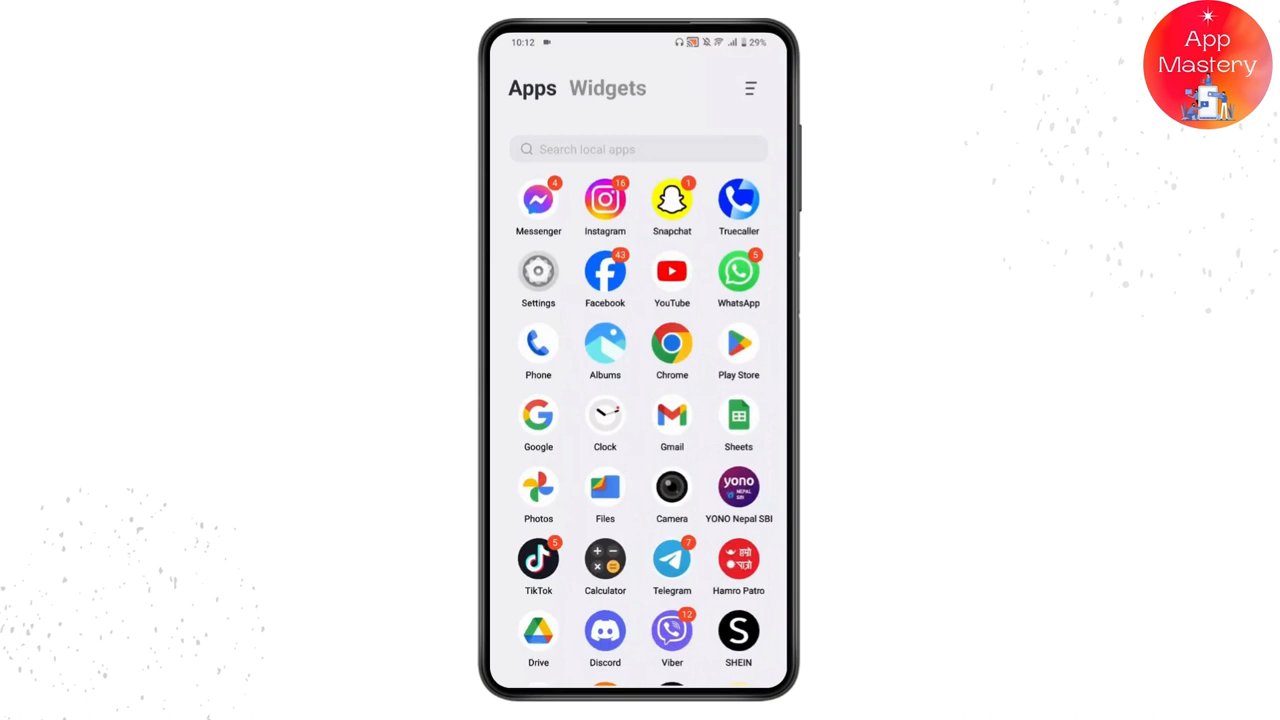 App
Mastery
10:12
29%
Apps Widgets
Search local apps
4 16 1
Messenger Instagram Snapchat Truecaller
43 5
Settings Facebook YouTube WhatsApp
Phone Albums Chrome Play Store
Google Clock Gmail Sheets
yono
NEPAL
SBI
Photos Files Camera YONO Nepal SBI
5 7
हाम्रो
पात्रो
TikTok Calculator Telegram Hamro Patro
12
S
Drive Discord Viber SHEIN